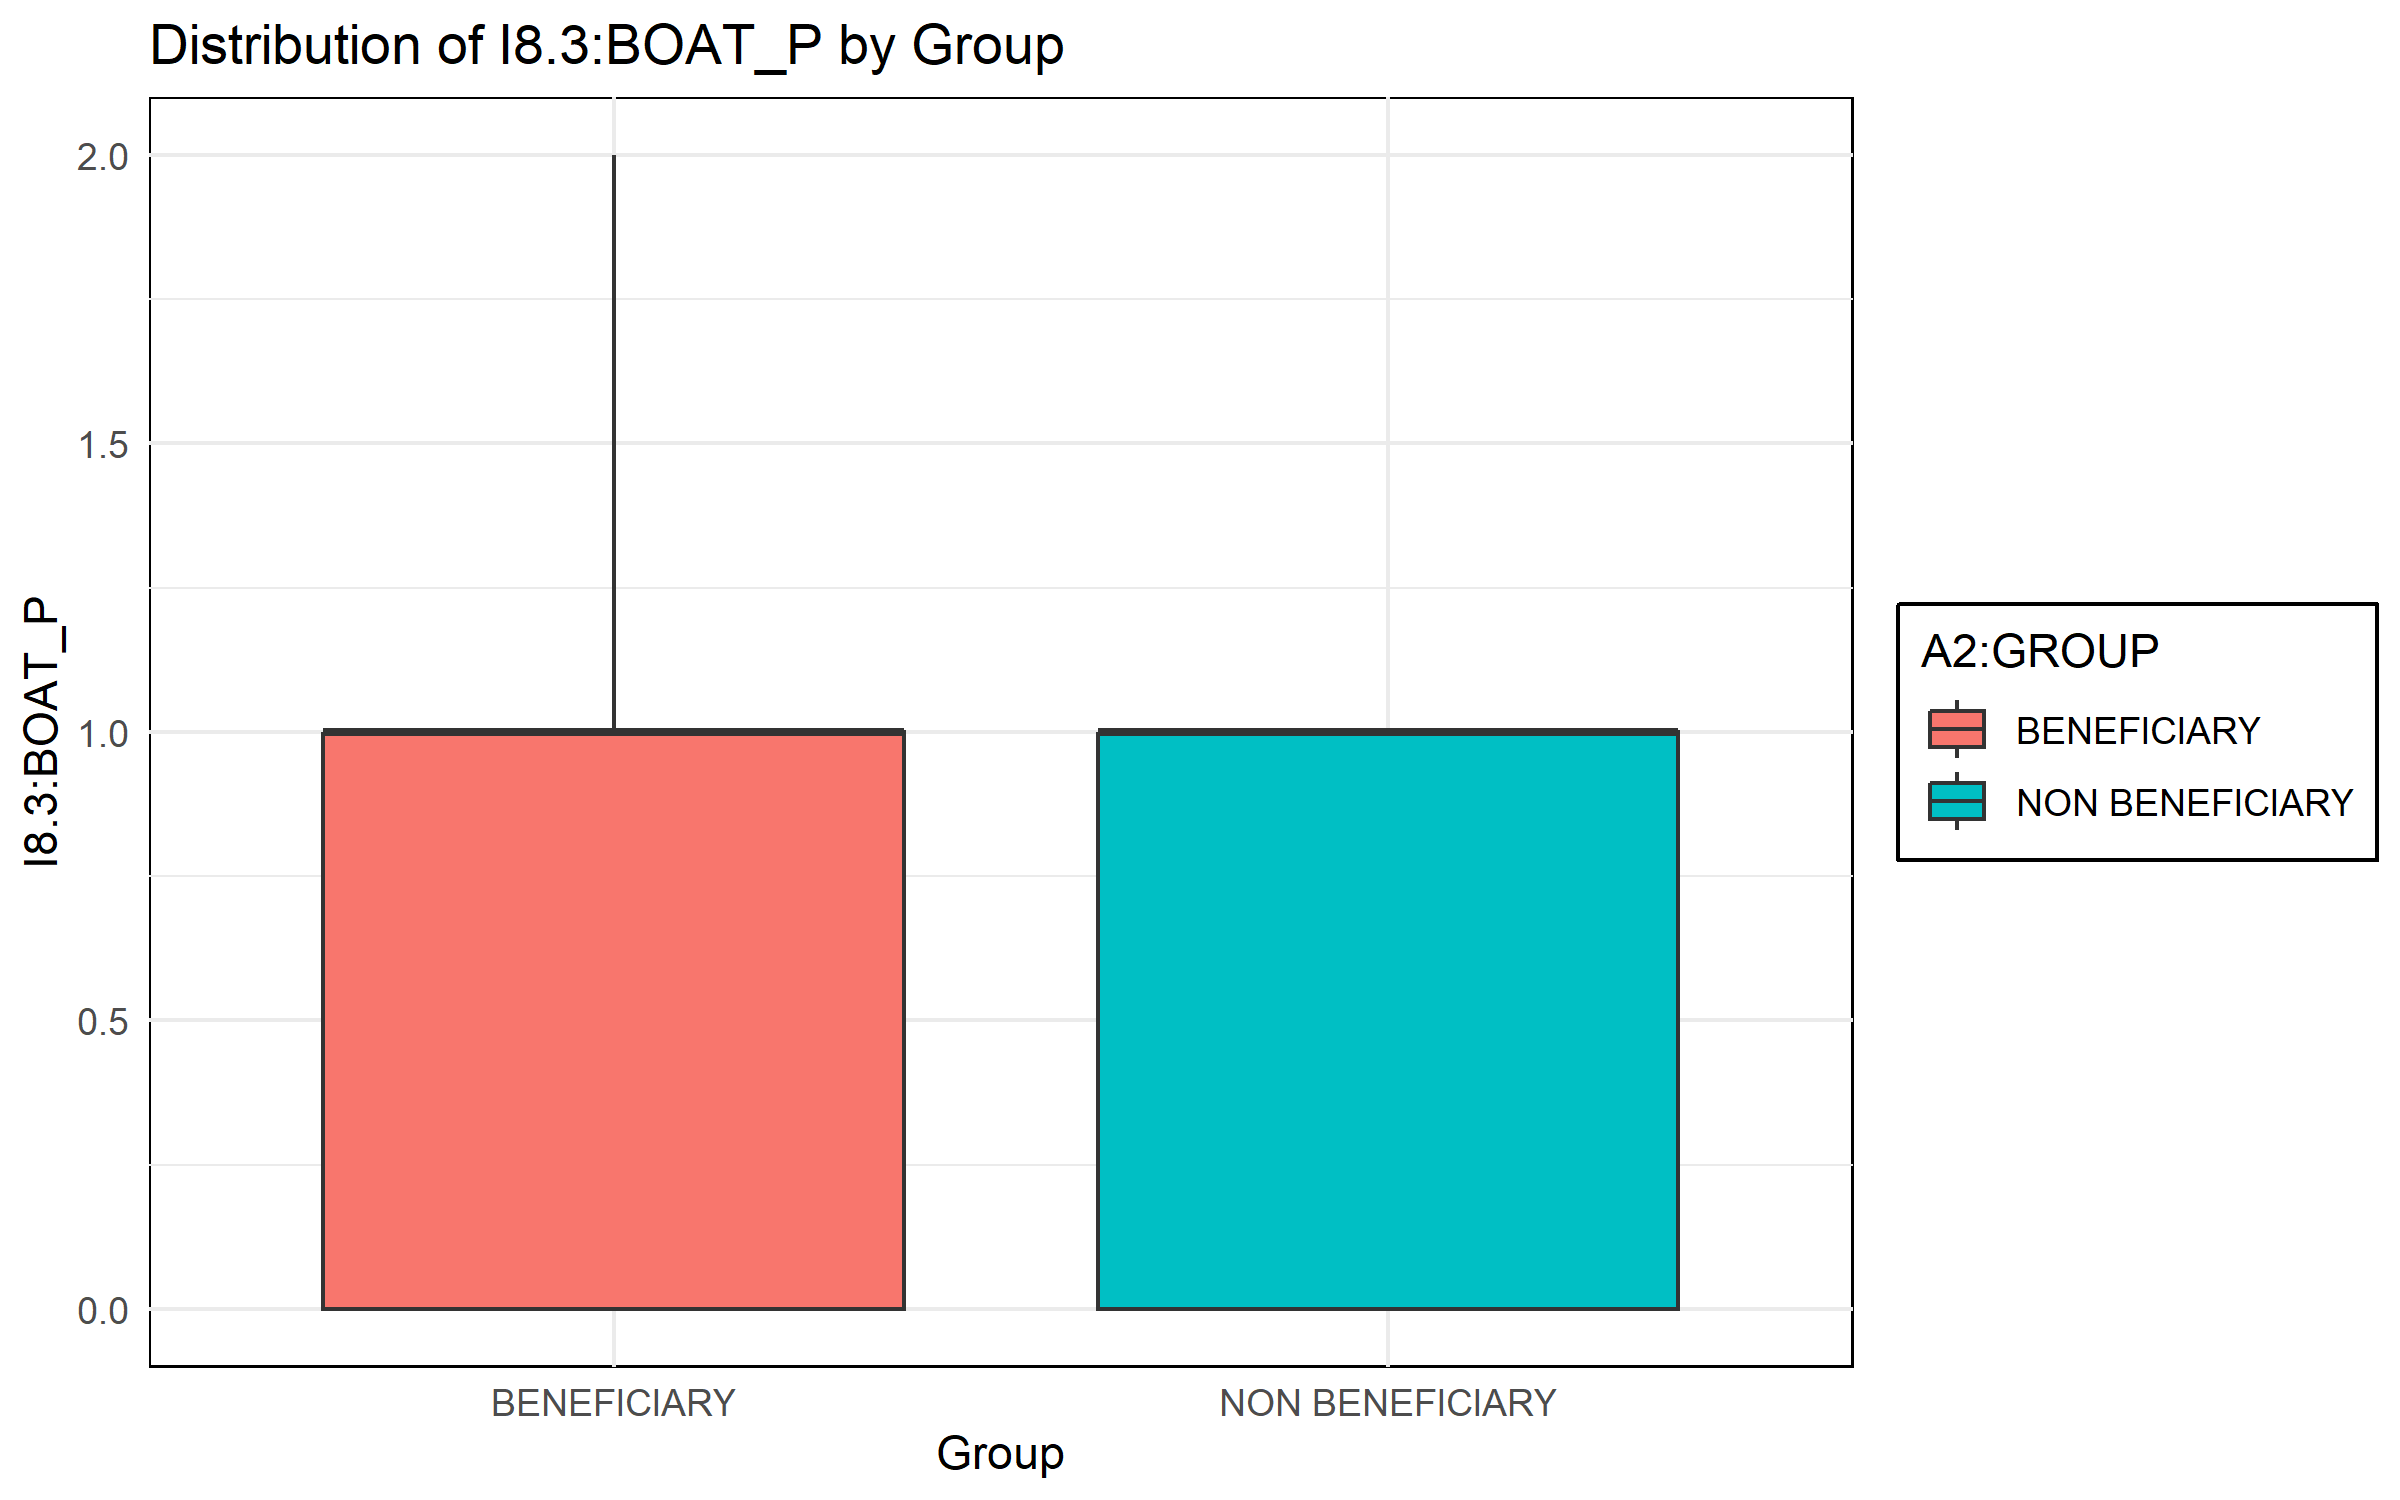 Distribution of I8.3:BOAT_P by Group
I8.3:BOAT_P
2.0
1.5
1.0
0.5
0.0
BENEFICIARY
NON BENEFICIARY
Group
A2:GROUP
BENEFICIARY
NON BENEFICIARY